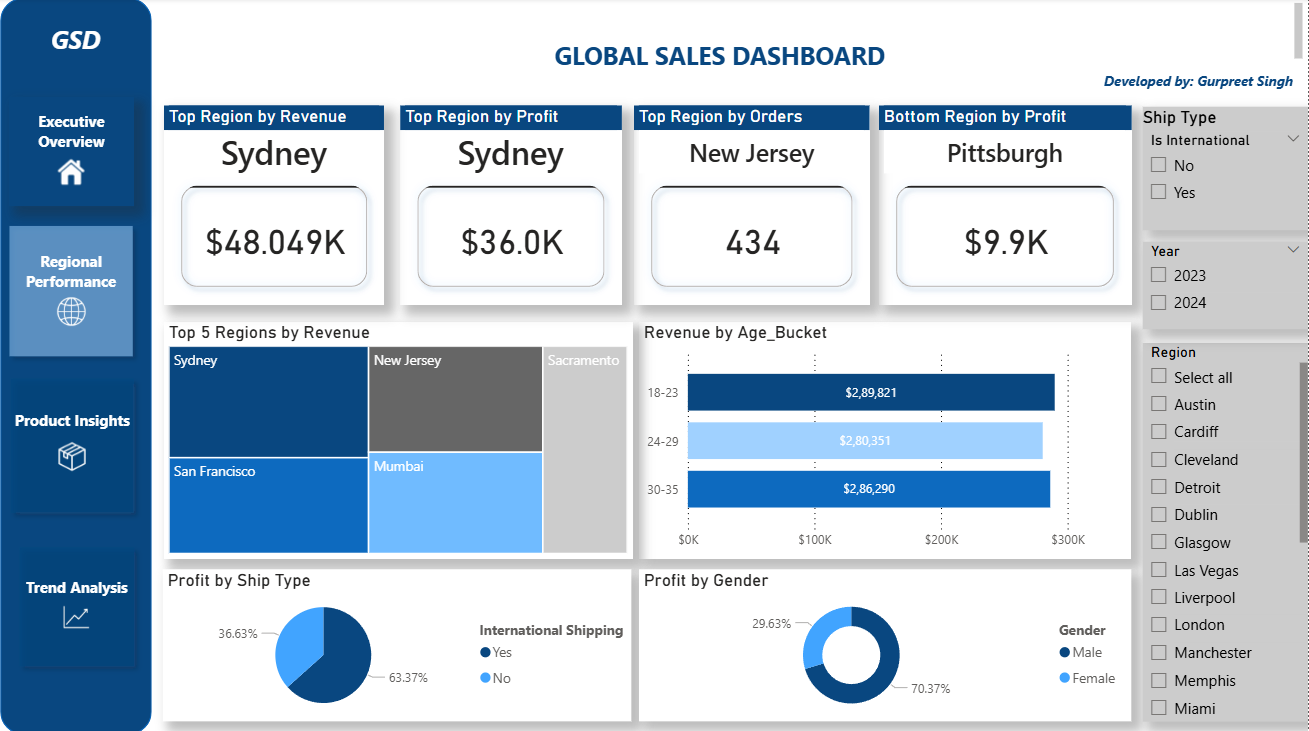 GSD
Executive
Overview
Regional
Performance
Product Insights
Trend Analysis
GLOBAL SALES DASHBOARD
Developed by: Gurpreet Singh
Top Region by Revenue
Sydney
$48.049K
Top Region by Profit
Sydney
$36.0K
Top Region by Orders
New Jersey
434
Bottom Region by Profit
Pittsburgh
$9.9K
Top 5 Regions by Revenue
Sydney
San Francisco
New Jersey
Mumbai
Sacramento
Revenue by Age_Bucket
18-23
$2,89,821
24-29
$2,80,351
30-35
$2,86,290
$0K
$100K
$200K
$300K
Profit by Ship Type
36.63%
63.37%
International Shipping
Yes
No
Profit by Gender
29.63%
70.37%
Gender
Male
Female
Ship Type
Is International
No
Yes
Year
2023
2024
Region
Select all
Austin
Cardiff
Cleveland
Detroit
Dublin
Glasgow
Las Vegas
Liverpool
London
Manchester
Memphis
Miami